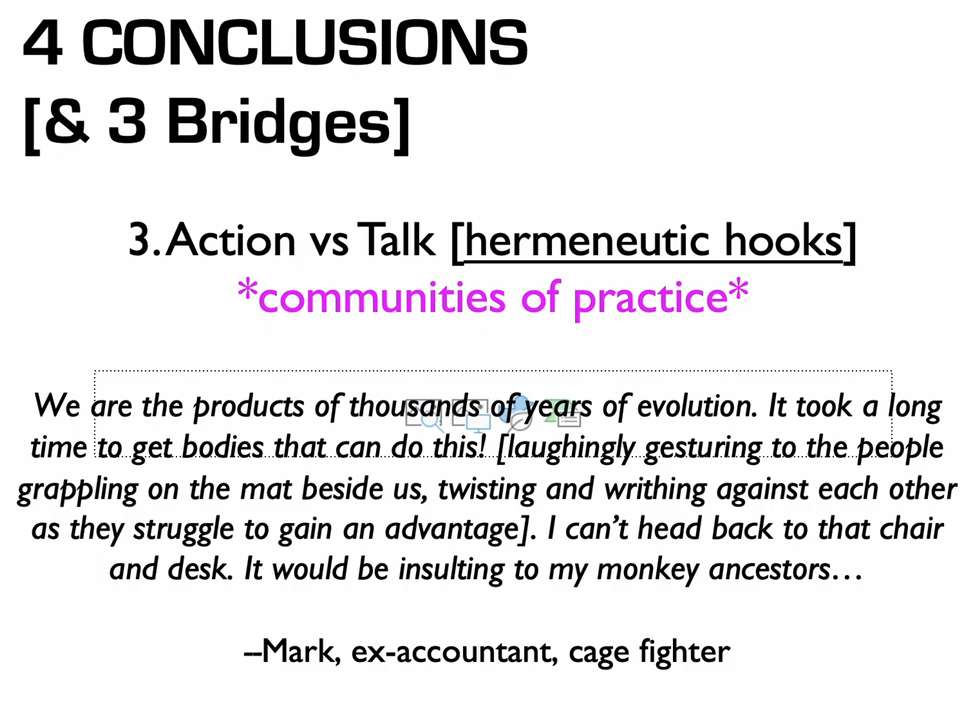 4 CONCLUSIONS
[& 3 Bridges]
3. Action vs Talk [hermeneutic hooks]
*communities of practice*
We are the products of thousands of years of evolution. It took a long
time to get bodies that can do this! [laughingly gesturing to the people
grappling on the mat beside us, twisting and writhing against each other
as they struggle to gain an advantage]. I can't head back to that chair
and desk. It would be insulting to my monkey ancestors…
--Mark, ex-accountant, cage fighter